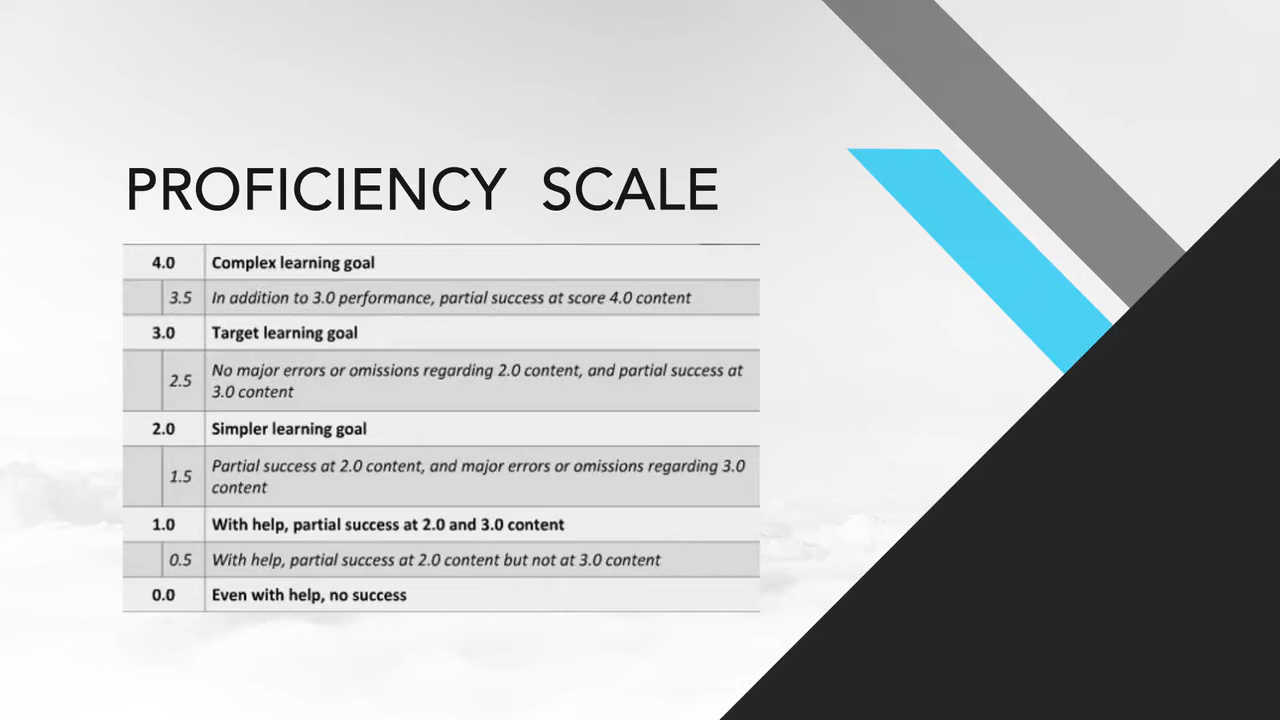 PROFICIENCY SCALE
4.0 Complex learning goal
3.5 In addition to 3.0 performance, partial success at score 4.0 content
3.0 Target learning goal
2.5 No major errors or omissions regarding 2.0 content, and partial success at
3.0 content
2.0 Simpler learning goal
1.5 Partial success at 2.0 content, and major errors or omissions regarding 3.0
content
1.0 With help, partial success at 2.0 and 3.0 content
0.5 With help, partial success at 2.0 content but not at 3.0 content
0.0 Even with help, no success